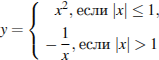 y = { x², если |x| ≤ 1,
− 1/x, если |x| > 1